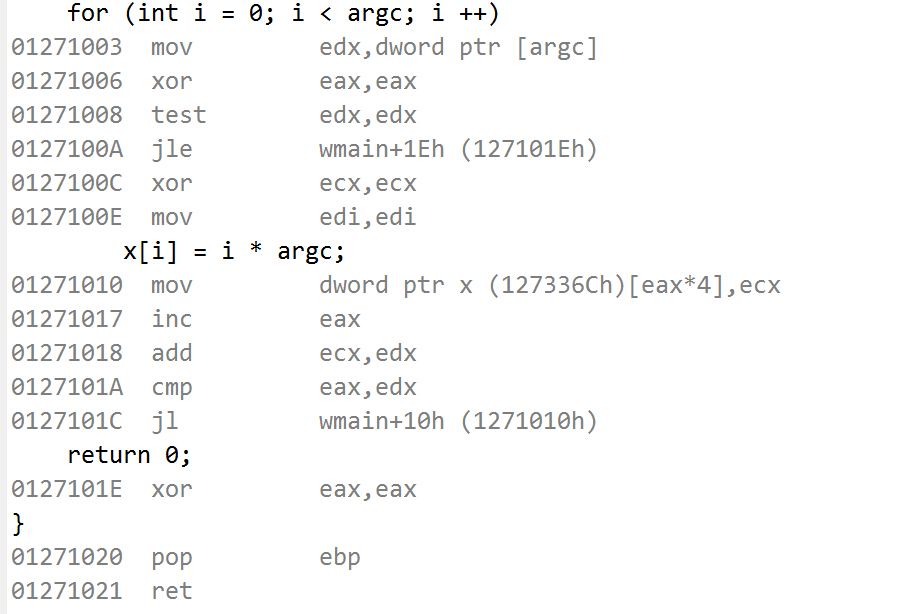 for (int i = 0; i < argc; i ++)
01271003 mov edx,dword ptr [argc]
01271006 xor eax,eax
01271008 test edx,edx
0127100A jle wmain+1Eh (127101Eh)
0127100C xor ecx,ecx
0127100E mov edi,edi
x[i] = i * argc;
01271010 mov dword ptr x (127336Ch)[eax*4],ecx
01271017 inc eax
01271018 add ecx,edx
0127101A cmp eax,edx
0127101C jl wmain+10h (1271010h)
return 0;
0127101E xor eax,eax
}
01271020 pop ebp
01271021 ret